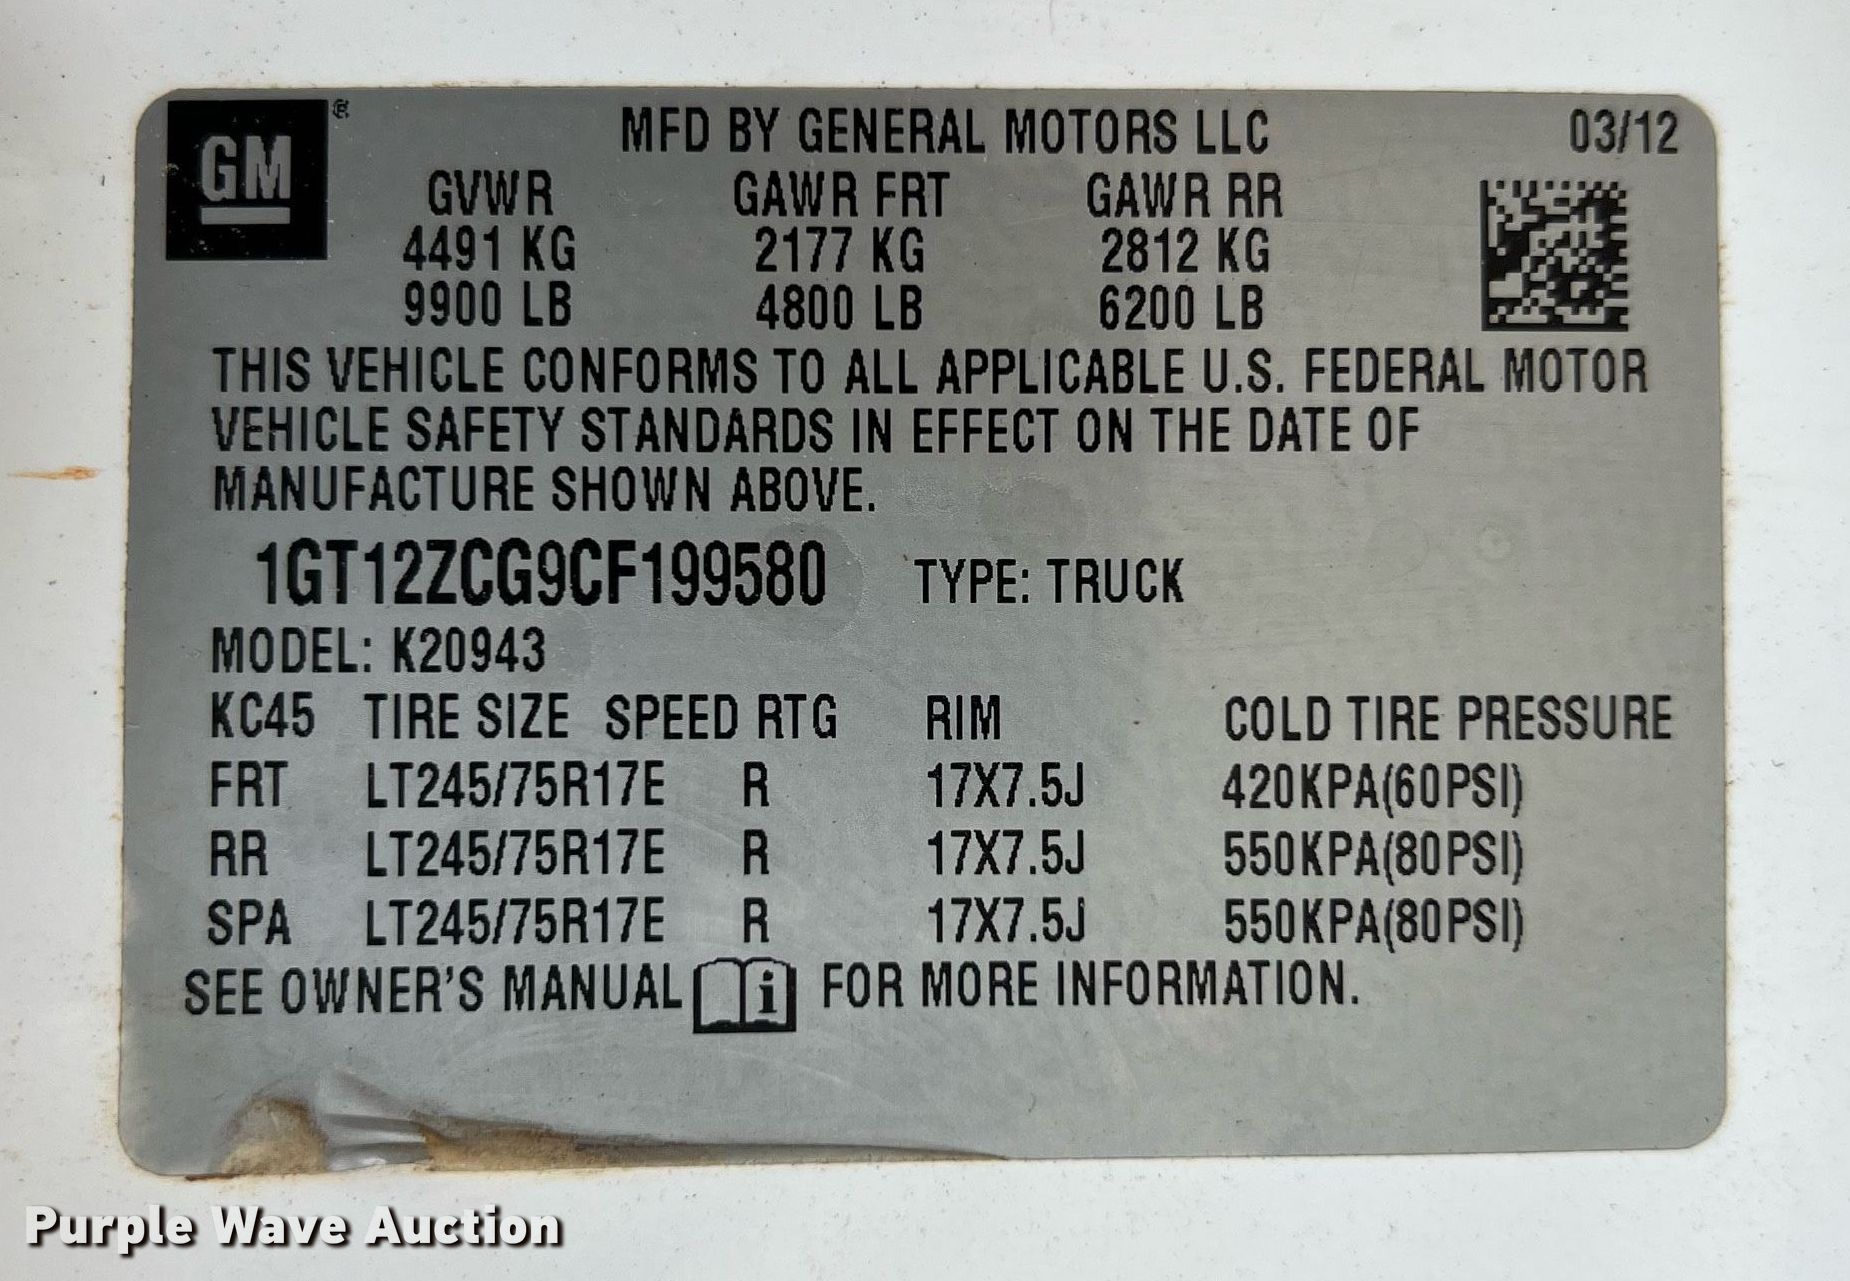 GM ®
MFD BY GENERAL MOTORS LLC 03/12
GVWR GAWR FRT GAWR RR
4491 KG 2177 KG 2812 KG
9900 LB 4800 LB 6200 LB
THIS VEHICLE CONFORMS TO ALL APPLICABLE U.S. FEDERAL MOTOR
VEHICLE SAFETY STANDARDS IN EFFECT ON THE DATE OF
MANUFACTURE SHOWN ABOVE.
1GT12ZCG9CF199580 TYPE: TRUCK
MODEL: K20943
KC45 TIRE SIZE SPEED RTG RIM COLD TIRE PRESSURE
FRT LT245/75R17E R 17X7.5J 420KPA(60PSI)
RR LT245/75R17E R 17X7.5J 550KPA(80PSI)
SPA LT245/75R17E R 17X7.5J 550KPA(80PSI)
SEE OWNER'S MANUAL i FOR MORE INFORMATION.
Purple Wave Auction